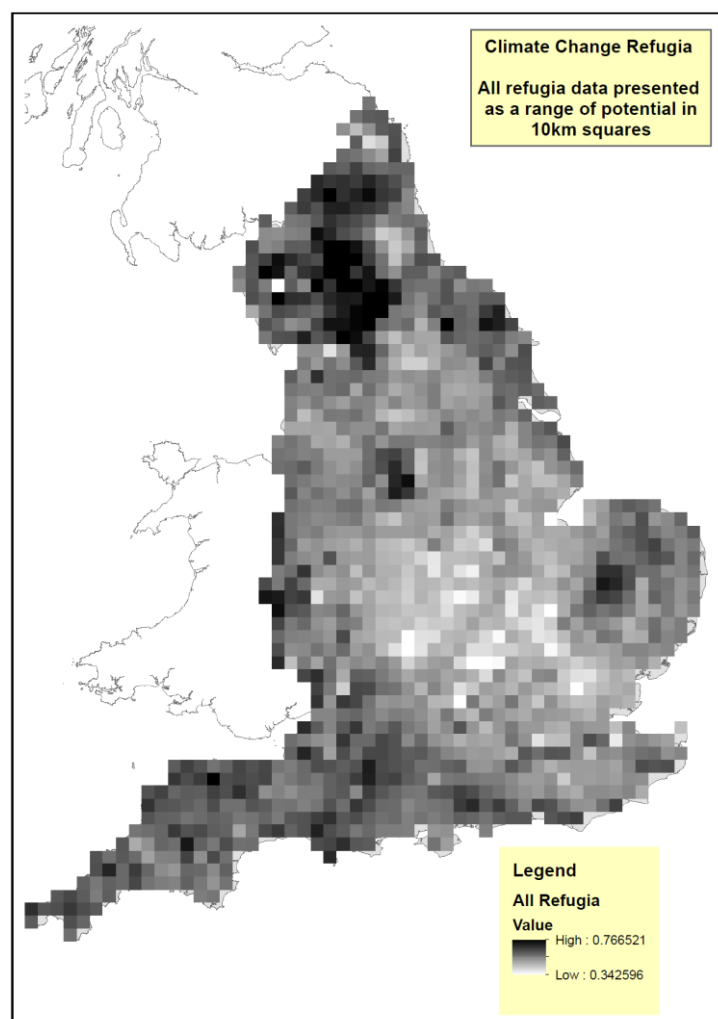 Climate Change Refugia
All refugia data presented
as a range of potential in
10km squares
Legend
All Refugia
Value
High : 0.766521
Low : 0.342596